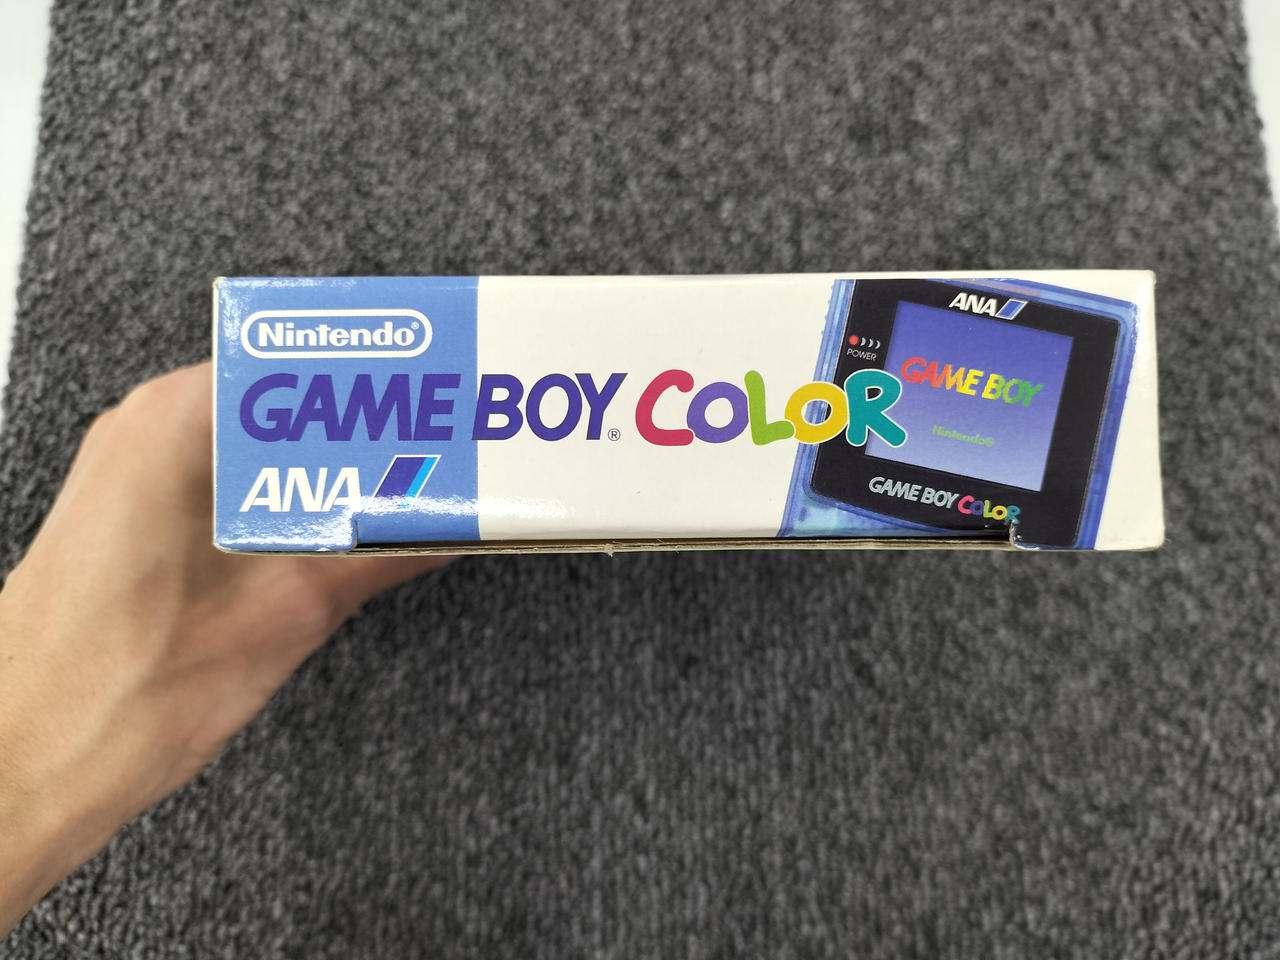 Nintendo®
GAME BOY® COLOR
ANA
ANA
POWER
GAME BOY
Nintendo®
GAME BOY COLOR